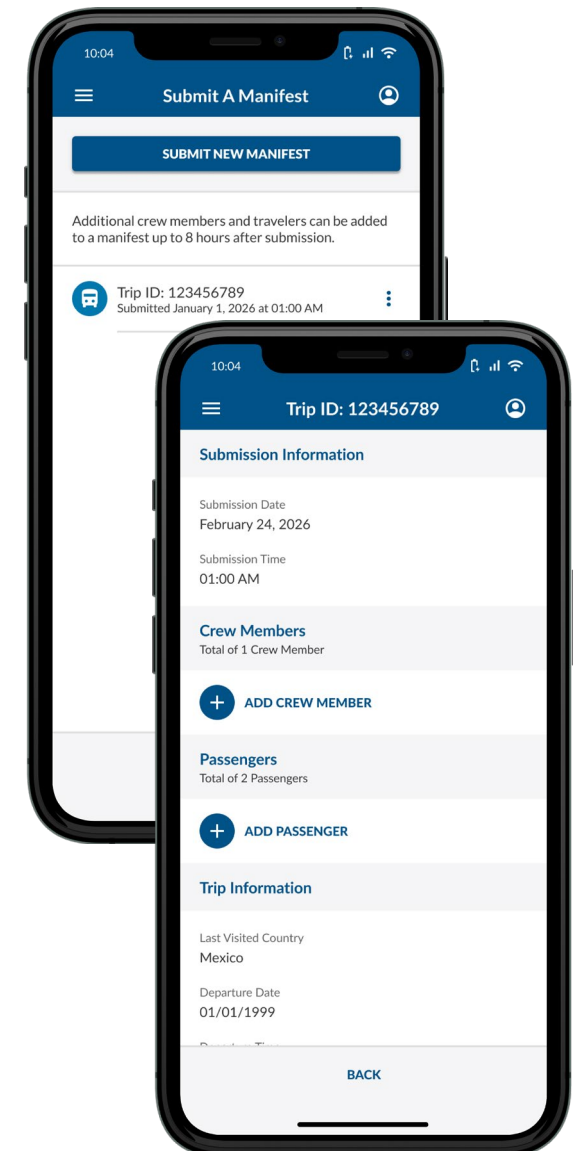 10:04
Submit A Manifest
SUBMIT NEW MANIFEST
Additional crew members and travelers can be added
to a manifest up to 8 hours after submission.
Trip ID: 123456789
Submitted January 1, 2026 at 01:00 AM
10:04
Trip ID: 123456789
Submission Information
Submission Date
February 24, 2026
Submission Time
01:00 AM
Crew Members
Total of 1 Crew Member
ADD CREW MEMBER
Passengers
Total of 2 Passengers
ADD PASSENGER
Trip Information
Last Visited Country
Mexico
Departure Date
01/01/1999
BACK